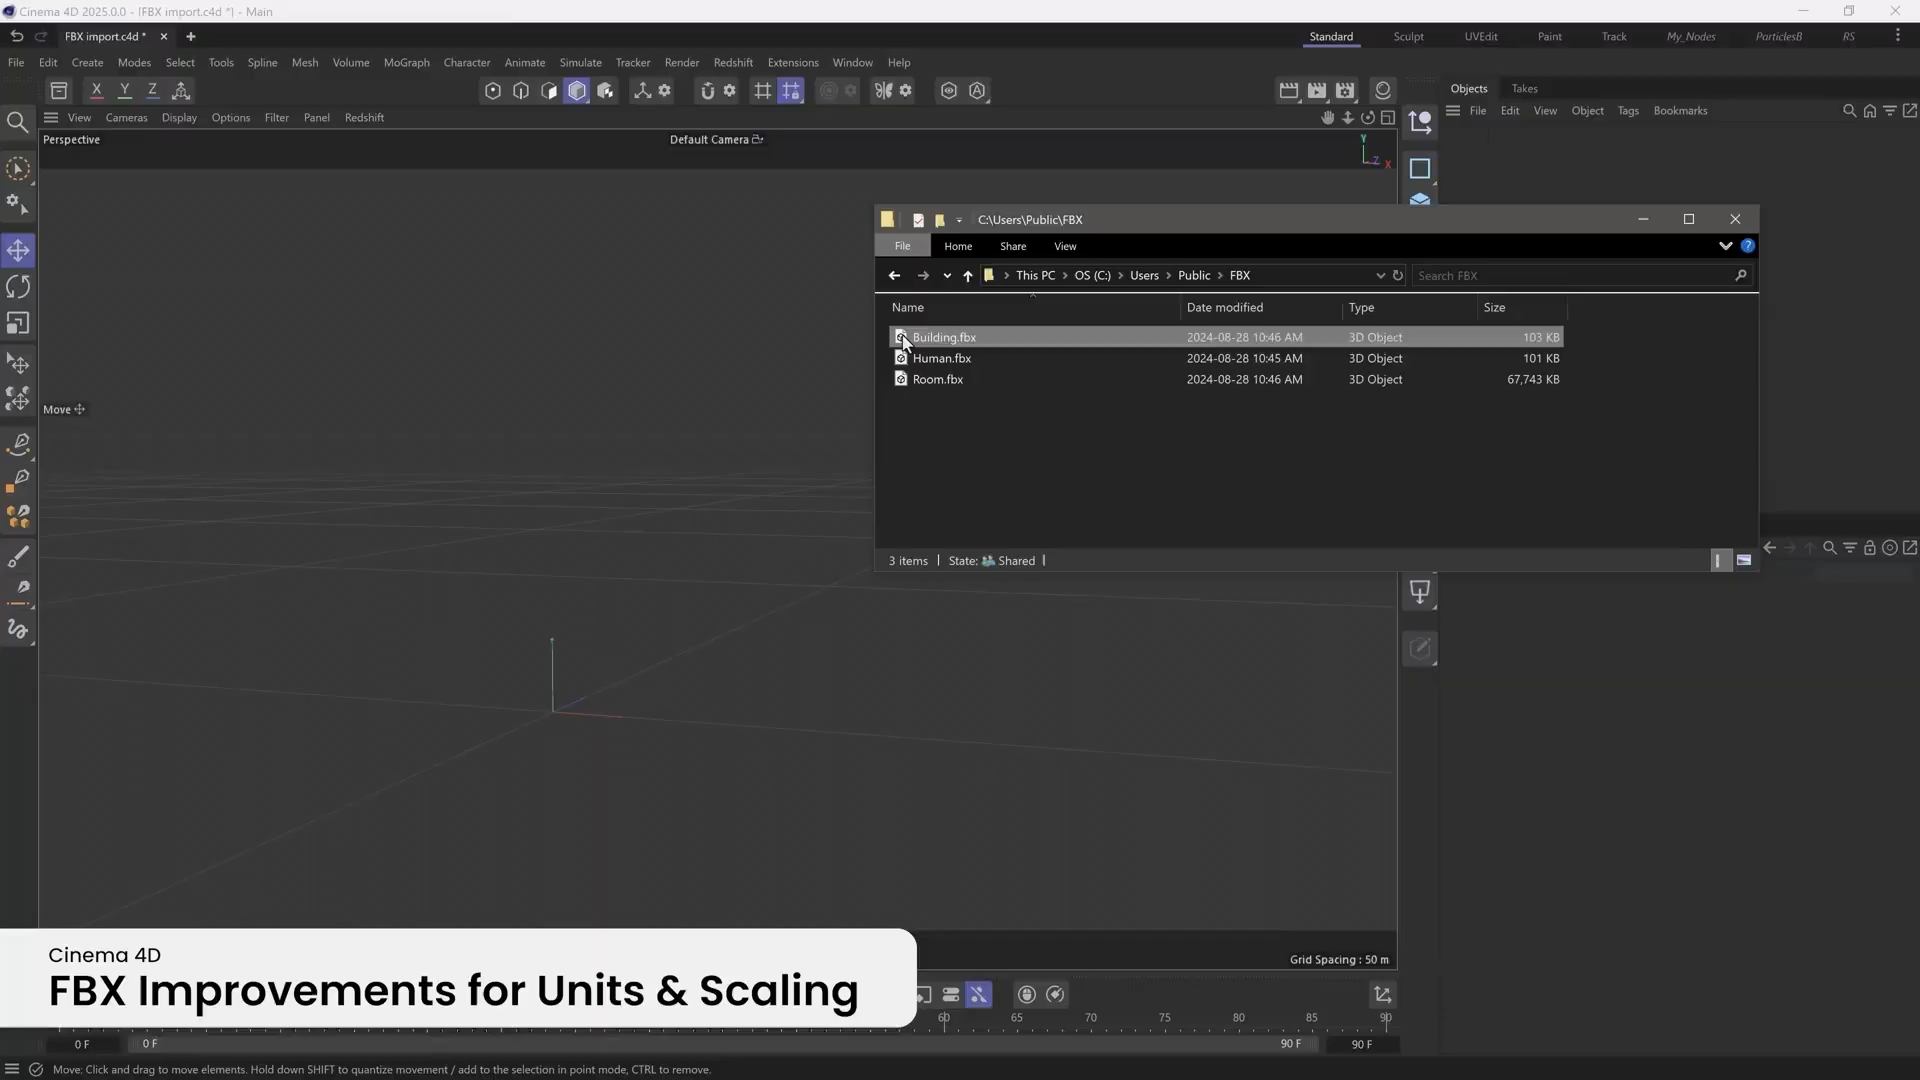 Cinema 4D 2025.0.0 - [FBX import.c4d *] - Main
FBX import.c4d *
Standard Sculpt UVEdit Paint Track My_Nodes ParticlesB RS
File Edit Create Modes Select Tools Spline Mesh Volume MoGraph Character Animate Simulate Tracker Render Redshift Extensions Window Help
X Y Z
Objects Takes
File Edit View Object Tags Bookmarks
View Cameras Display Options Filter Panel Redshift
Perspective
Default Camera
Y
Z X
C:\Users\Public\FBX
File Home Share View
This PC OS (C:) Users Public FBX
Search FBX
Name Date modified Type Size
Building.fbx 2024-08-28 10:46 AM 3D Object 103 KB
Human.fbx 2024-08-28 10:45 AM 3D Object 101 KB
Room.fbx 2024-08-28 10:46 AM 3D Object 67,743 KB
Move
3 items State: Shared
Cinema 4D
FBX Improvements for Units & Scaling
Grid Spacing : 50 m
60 65 70 75 80 85 90
0 F 0 F 90 F 90 F
Move: Click and drag to move elements. Hold down SHIFT to quantize movement / add to the selection in point mode, CTRL to remove.